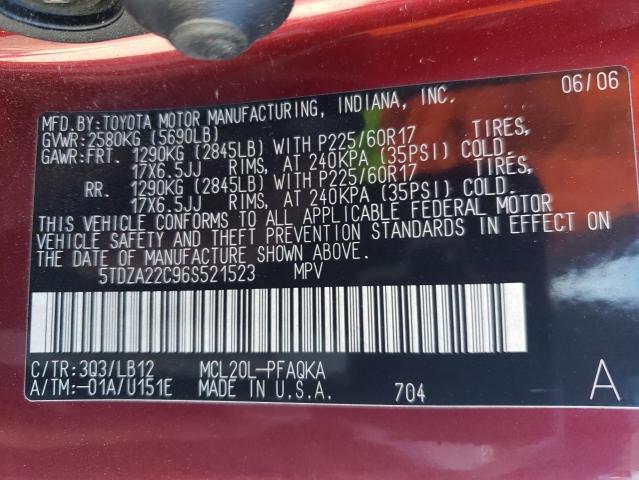 MFD.BY:TOYOTA MOTOR MANUFACTURING, INDIANA, INC. 06/06
GVWR:2580KG (5690LB)
GAWR:FRT. 1290KG (2845LB) WITH P225/60R17 TIRES,
17X6.5JJ RIMS, AT 240KPA (35PSI) COLD.
RR. 1290KG (2845LB) WITH P225/60R17 TIRES,
17X6.5JJ RIMS, AT 240KPA (35PSI) COLD.
THIS VEHICLE CONFORMS TO ALL APPLICABLE FEDERAL MOTOR
VEHICLE SAFETY AND THEFT PREVENTION STANDARDS IN EFFECT ON
THE DATE OF MANUFACTURE SHOWN ABOVE.
5TDZA22C96S521523 MPV
C/TR:3Q3/LB12 MCL20L-PFAQKA
A/TM:-01A/U151E MADE IN U.S.A. 704 A